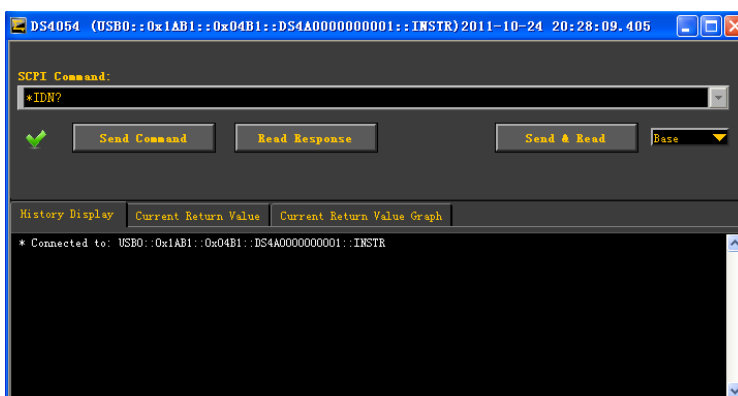 DS4054 (USB0::0x1AB1::0x04B1::DS4A0000000001::INSTR)2011-10-24 20:28:09.405
SCPI Command:
*IDN?
Send Command Read Response Send & Read Base
History Display Current Return Value Current Return Value Graph
* Connected to: USB0::0x1AB1::0x04B1::DS4A0000000001::INSTR